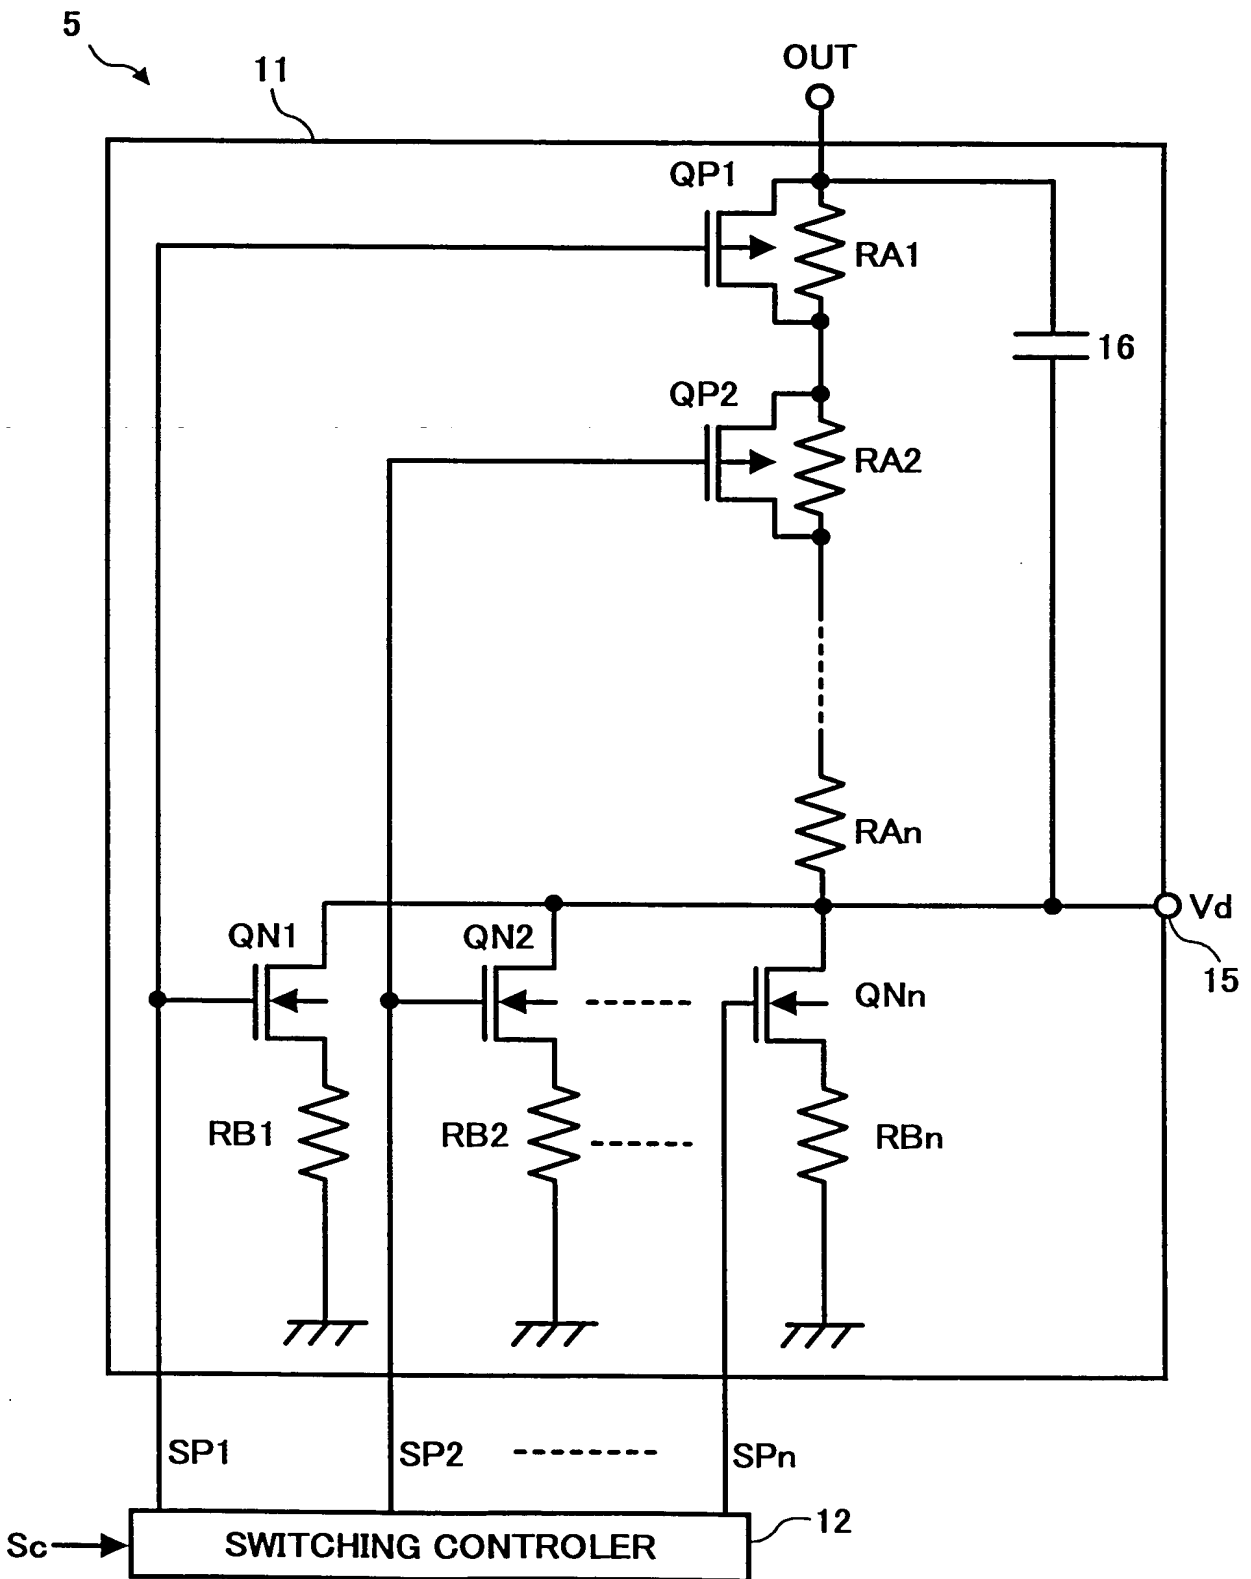 5
11
OUT
QP1
RA1
16
QP2
RA2
RAn
Vd
15
QN1
QN2
QNn
RB1
RB2
RBn
SP1
SP2
SPn
12
Sc
SWITCHING CONTROLER